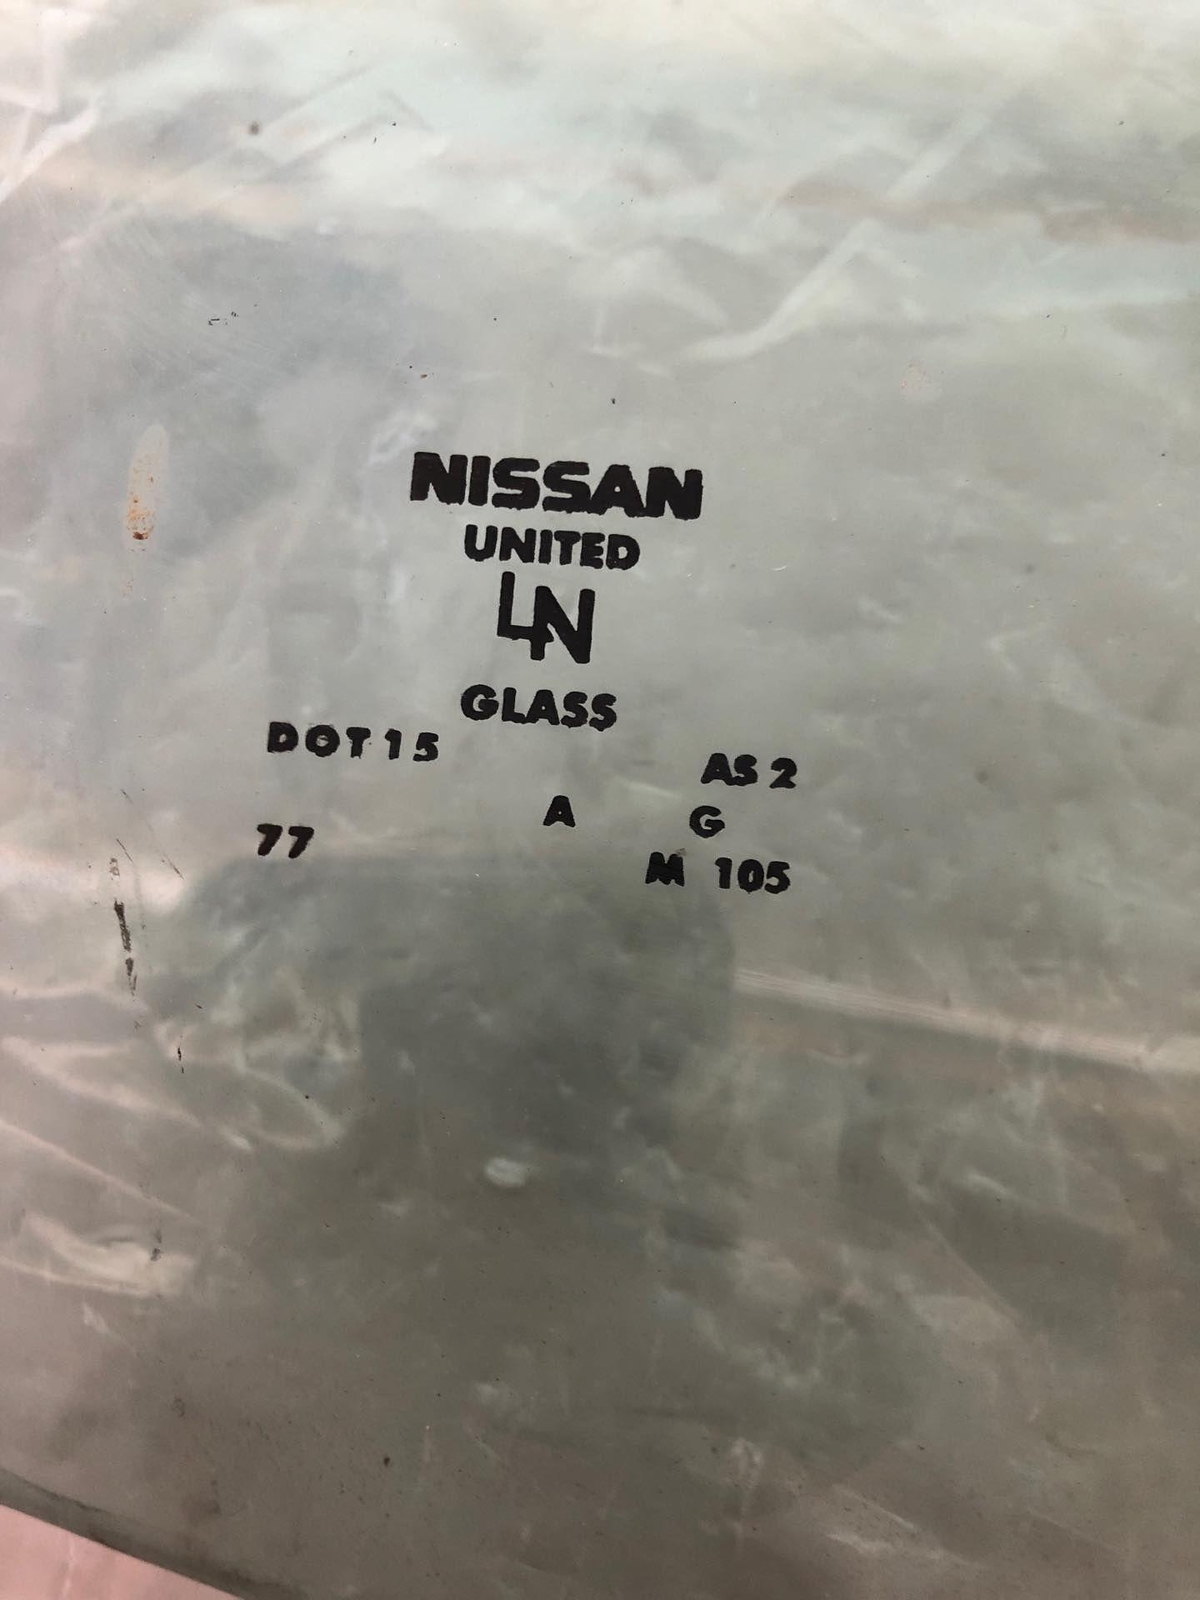 NISSAN
UNITED
LN
GLASS
DOT 15
AS 2
A G
77
M 105